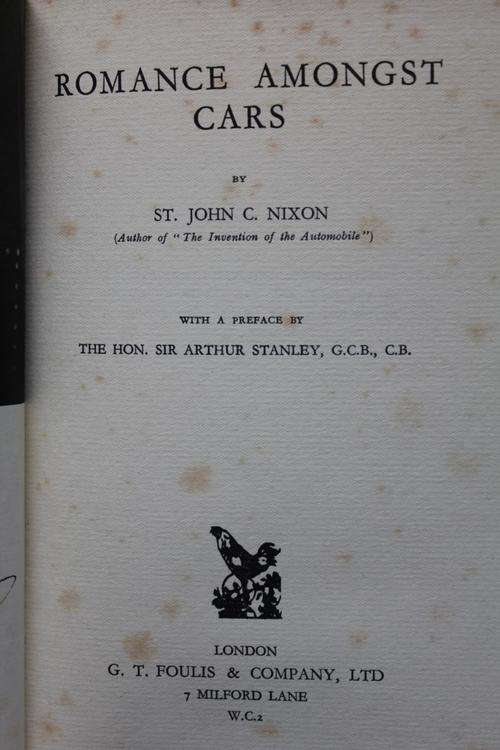 ROMANCE AMONGST
CARS
BY
ST. JOHN C. NIXON
(Author of "The Invention of the Automobile")
WITH A PREFACE BY
THE HON. SIR ARTHUR STANLEY, G.C.B., C.B.
LONDON
G. T. FOULIS & COMPANY, LTD
7 MILFORD LANE
W.C.2